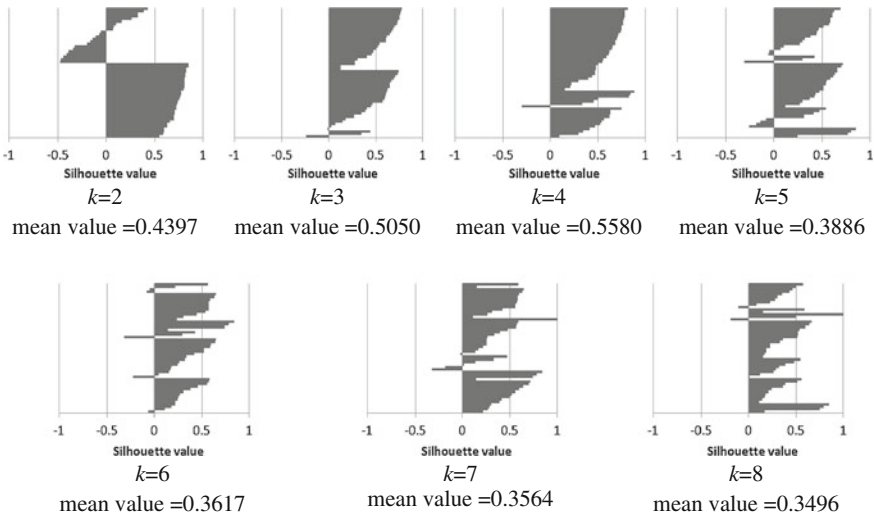 -1 -0.5 0 0.5 1
Silhouette value
k=2
mean value =0.4397
-1 -0.5 0 0.5 1
Silhouette value
k=3
mean value =0.5050
-1 -0.5 0 0.5 1
Silhouette value
k=4
mean value =0.5580
-1 -0.5 0 0.5 1
Silhouette value
k=5
mean value =0.3886
-1 -0.5 0 0.5 1
Silhouette value
k=6
mean value =0.3617
-1 -0.5 0 0.5 1
Silhouette value
k=7
mean value =0.3564
-1 -0.5 0 0.5 1
Silhouette value
k=8
mean value =0.3496